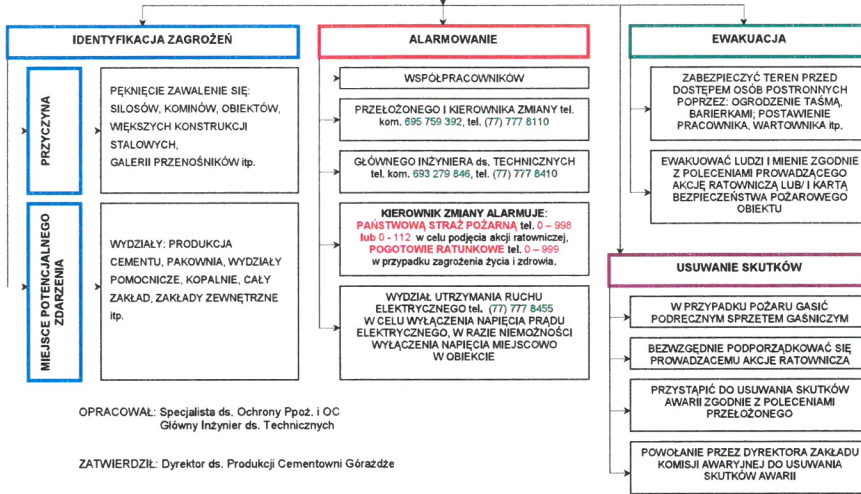 IDENTYFIKACJA ZAGROŻEŃ
PRZYCZYNA
PĘKNIĘCIE ZAWALENIE SIĘ:
SILOSÓW, KOMINÓW, OBIEKTÓW,
WIĘKSZYCH KONSTRUKCJI
STALOWYCH,
GALERII PRZENOŚNIKÓW itp.
MIEJSCE POTENCJALNEGO
ZDARZENIA
WYDZIAŁY: PRODUKCJA
CEMENTU, PAKOWNIA, WYDZIAŁY
POMOCNICZE, KOPALNIE, CAŁY
ZAKŁAD, ZAKŁADY ZEWNĘTRZNE
itp.
ALARMOWANIE
WSPÓŁPRACOWNIKÓW
PRZEŁOŻONEGO I KIEROWNIKA ZMIANY tel.
kom. 695 759 392, tel. (77) 777 8110
GŁÓWNEGO INŻYNIERA ds. TECHNICZNYCH
tel. kom. 693 279 846, tel. (77) 777 8410
KIEROWNIK ZMIANY ALARMUJE:
PAŃSTWOWĄ STRAŻ POŻARNĄ tel. 0 – 998
lub 0 - 112 w celu podjęcia akcji ratowniczej,
POGOTOWIE RATUNKOWE tel. 0 – 999
w przypadku zagrożenia życia i zdrowia.
WYDZIAŁ UTRZYMANIA RUCHU
ELEKTRYCZNEGO tel. (77) 777 8455
W CELU WYŁĄCZENIA NAPIĘCIA PRĄDU
ELEKTRYCZNEGO, W RAZIE NIEMOŻNOŚCI
WYŁĄCZENIA NAPIĘCIA MIEJSCOWO
W OBIEKCIE
EWAKUACJA
ZABEZPIECZYĆ TEREN PRZED
DOSTĘPEM OSÓB POSTRONNYCH
POPRZEZ: OGRODZENIE TAŚMĄ,
BARIERKAMI; POSTAWIENIE
PRACOWNIKA, WARTOWNIKA itp.
EWAKUOWAĆ LUDZI I MIENIE ZGODNIE
Z POLECENIAMI PROWADZĄCEGO
AKCJĘ RATOWNICZĄ LUB/ I KARTĄ
BEZPIECZEŃSTWA POŻAROWEGO
OBIEKTU
USUWANIE SKUTKÓW
W PRZYPADKU POŻARU GASIĆ
PODRĘCZNYM SPRZĘTEM GAŚNICZYM
BEZWZGĘDNIE PODPORZĄDKOWAĆ SIĘ
PROWADZACEMU AKCJE RATOWNICZA
PRZYSTĄPIĆ DO USUWANIA SKUTKÓW
AWARII ZGODNIE Z POLECENIAMI
PRZEŁOŻONEGO
POWOŁANIE PRZEZ DYREKTORA ZAKŁADU
KOMISJI AWARYJNEJ DO USUWANIA
SKUTKÓW AWARII
OPRACOWAŁ: Specjalista ds. Ochrony Ppoż. i OC
Główny Inżynier ds. Technicznych
ZATWIERDZIŁ: Dyrektor ds. Produkcji Cementowni Górażdże